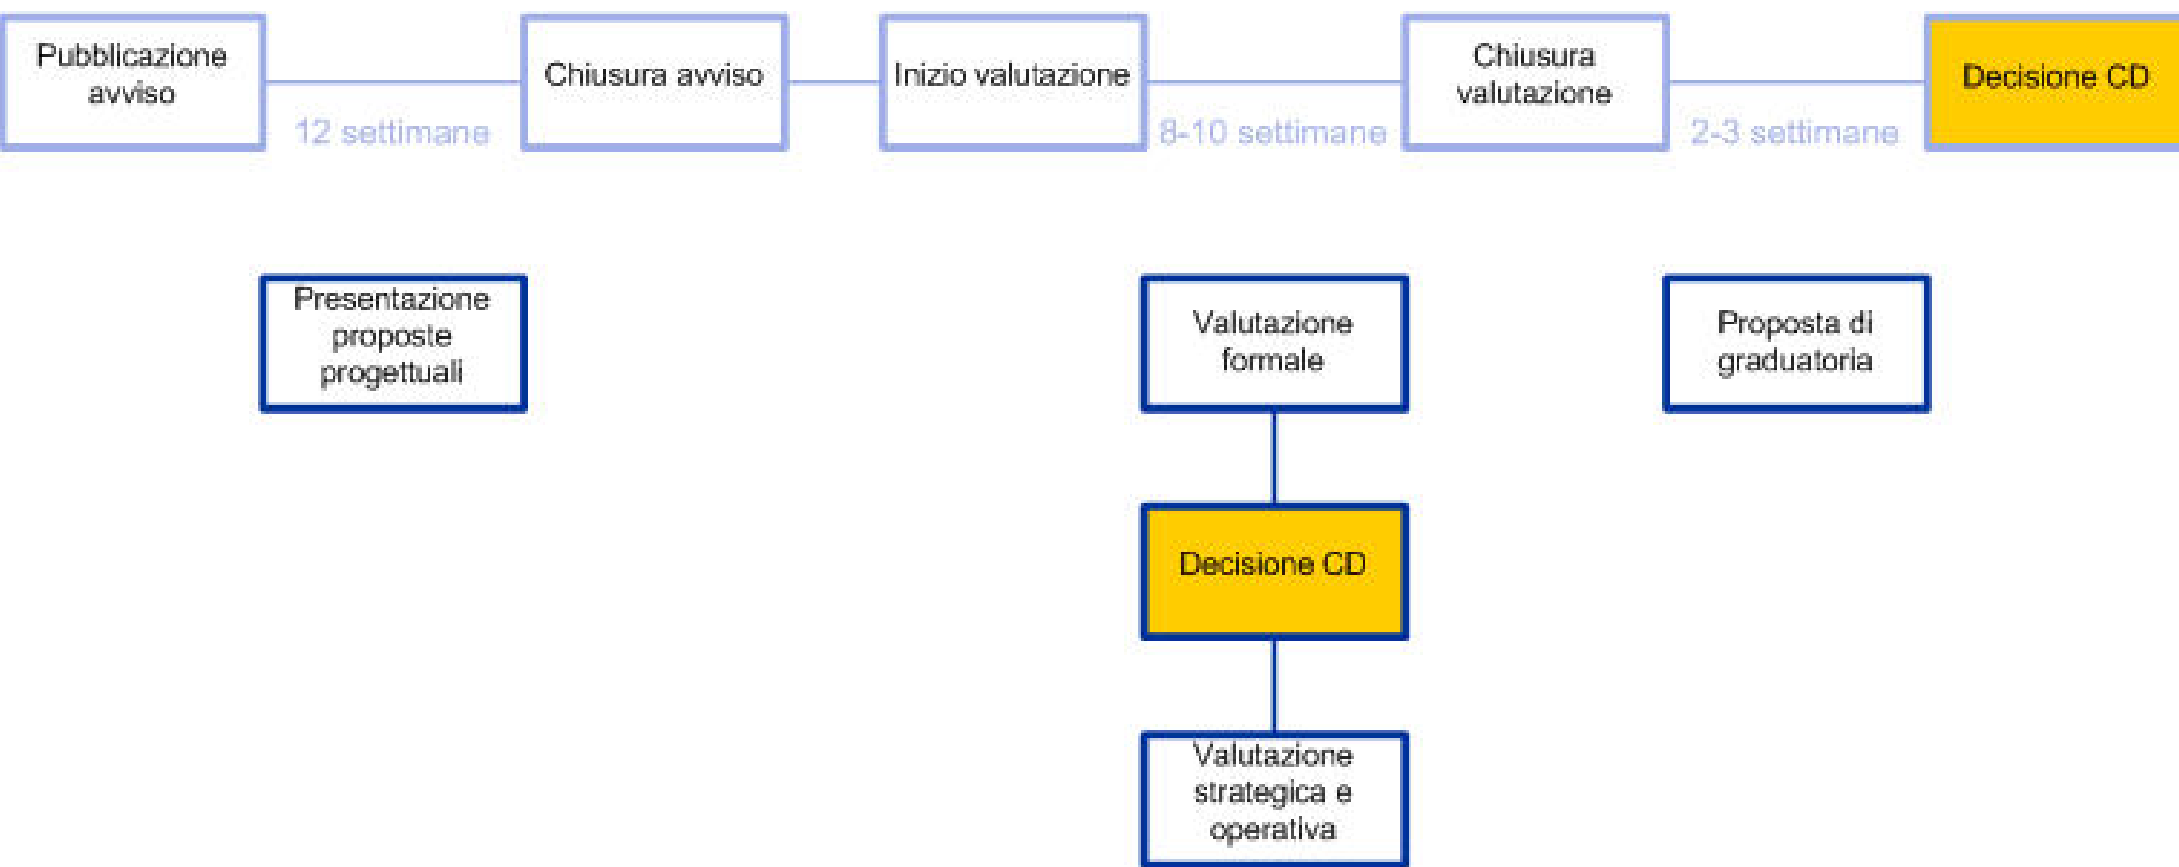 Pubblicazione
avviso
12 settimane
Chiusura avviso
Inizio valutazione
8-10 settimane
Chiusura
valutazione
2-3 settimane
Decisione CD
Presentazione
proposte
progettuali
Valutazione
formale
Proposta di
graduatoria
Decisione CD
Valutazione
strategica e
operativa